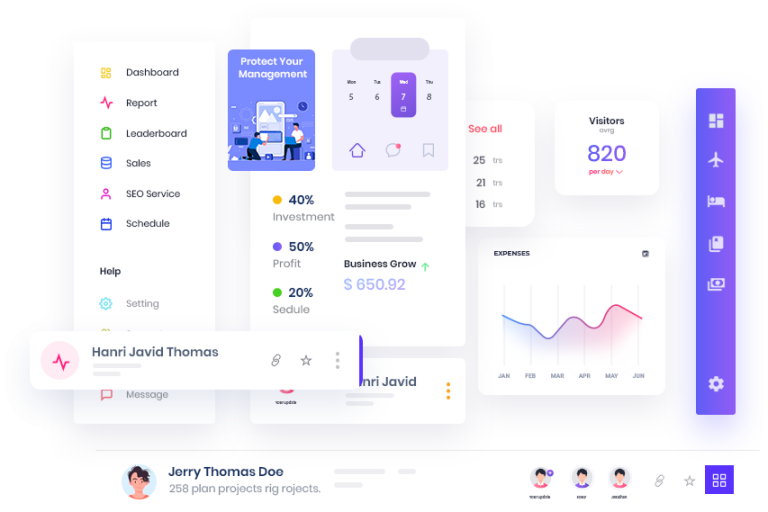 Dashboard
Report
Leaderboard
Sales
SEO Service
Schedule
Help
Setting
Message
Protect Your
Management
Mon Tue Wed Thu
5 6 7 8
40%
Investment
50%
Profit
20%
Sedule
Business Grow
$ 650.92
See all
25 trs
21 trs
16 trs
Visitors
avrg
820
per day
EXPENSES
JAN FEB MAR APR MAY JUN
Hanri Javid Thomas
nri Javid
Jerry Thomas Doe
258 plan projects rig rojects.